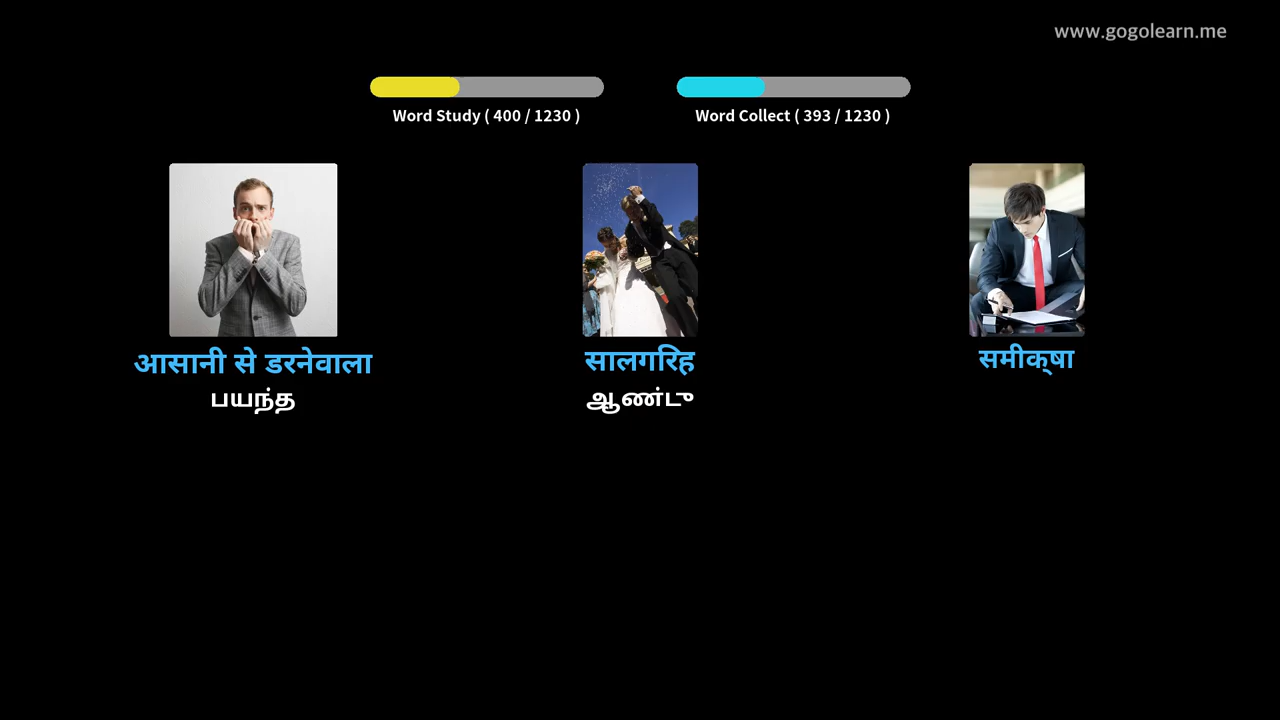 www.gogolearn.me
Word Study ( 400 / 1230 )
Word Collect ( 393 / 1230 )
आसानी से डरनेवाला
பயந்த
सालगरिह
ஆண்டு
समीक्षा